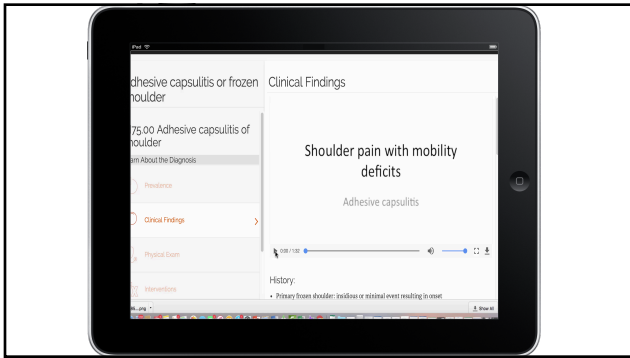 iPad
dhesive capsulitis or frozen
houlder
75.00 Adhesive capsulitis of
houlder
arn About the Diagnosis
Prevalence
Clinical Findings
Physical Exam
Interventions
Clinical Findings
Shoulder pain with mobility
deficits
Adhesive capsulitis
0:00 / 1:32
History:
• Primary frozen shoulder: insidious or minimal event resulting in onset
....png
Show All